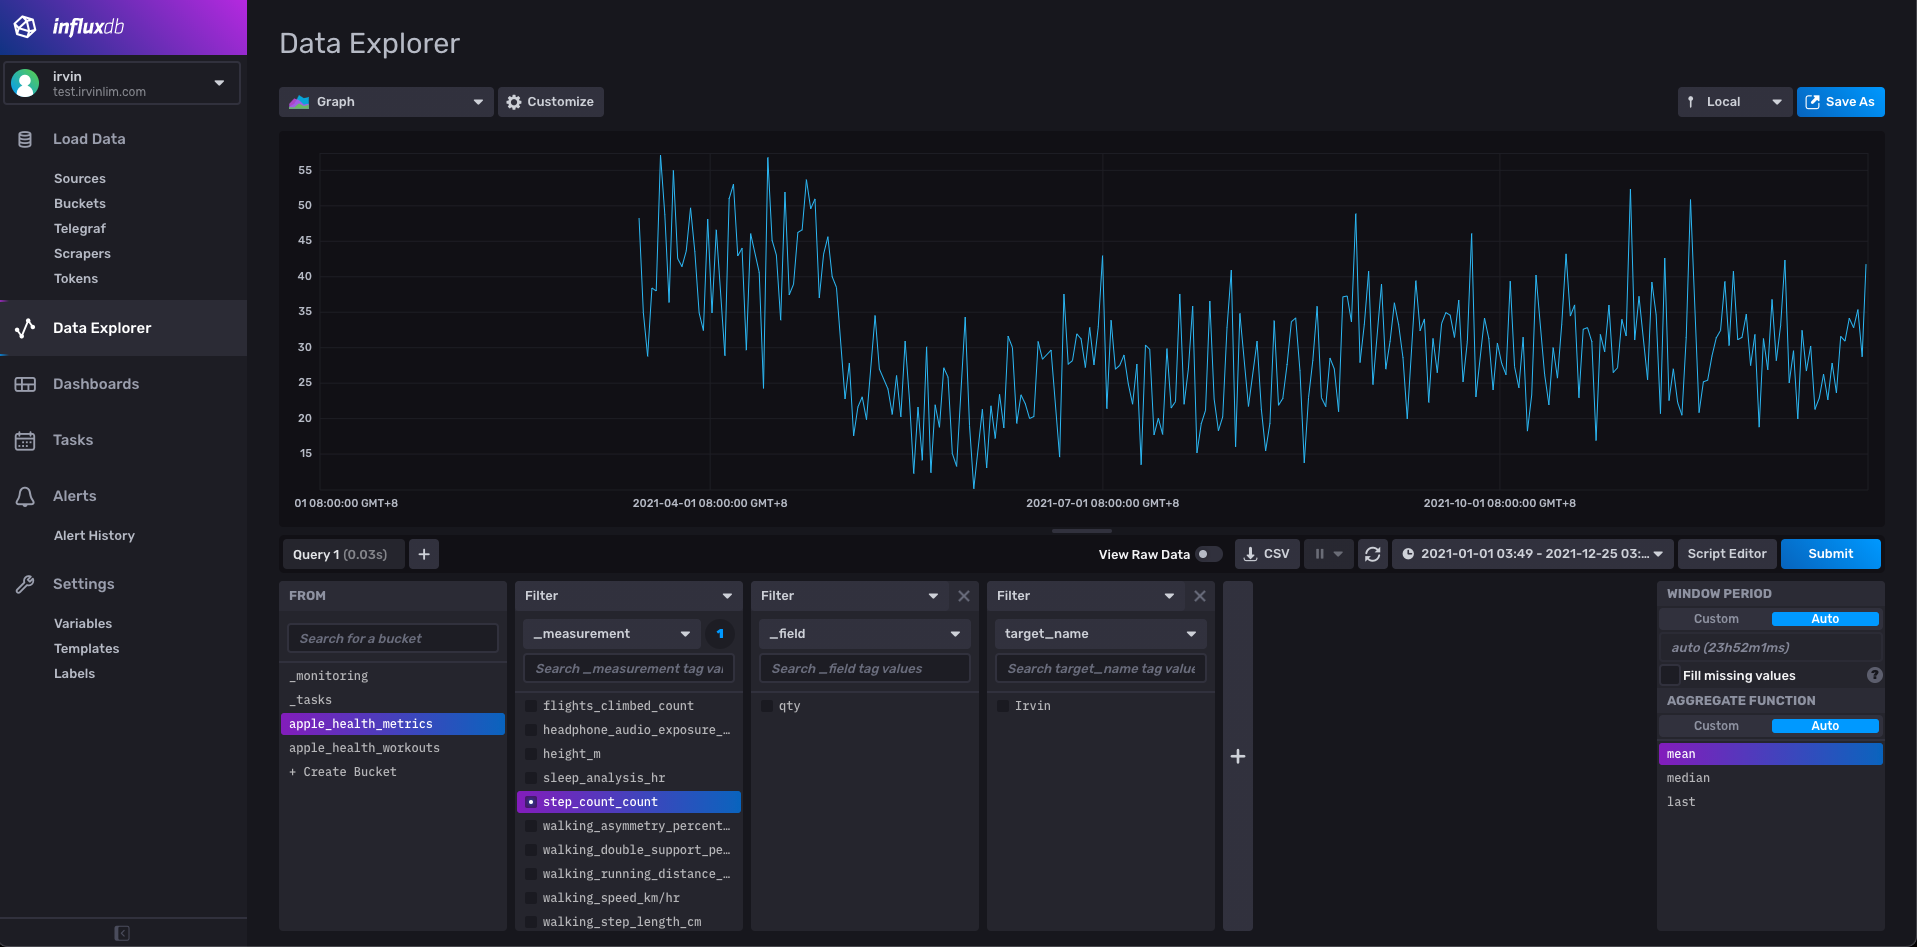 influxdb
irvin
test.irvinlim.com
Load Data
Sources
Buckets
Telegraf
Scrapers
Tokens
Data Explorer
Dashboards
Tasks
Alerts
Alert History
Settings
Variables
Templates
Labels
Data Explorer
Graph
Customize
Local
Save As
55
50
45
40
35
30
25
20
15
01 08:00:00 GMT+8
2021-04-01 08:00:00 GMT+8
2021-07-01 08:00:00 GMT+8
2021-10-01 08:00:00 GMT+8
Query 1 (0.03s)
+
View Raw Data
CSV
2021-01-01 03:49 - 2021-12-25 03:...
Script Editor
Submit
FROM
Search for a bucket
_monitoring
_tasks
apple_health_metrics
apple_health_workouts
+ Create Bucket
Filter
_measurement
1
Search _measurement tag val
flights_climbed_count
headphone_audio_exposure_…
height_m
sleep_analysis_hr
step_count_count
walking_asymmetry_percent…
walking_double_support_pe…
walking_running_distance_…
walking_speed_km/hr
walking_step_length_cm
Filter
_field
Search _field tag values
qty
Filter
target_name
Search target_name tag value
Irvin
+
WINDOW PERIOD
Custom
Auto
auto (23h52m1ms)
Fill missing values
?
AGGREGATE FUNCTION
Custom
Auto
mean
median
last